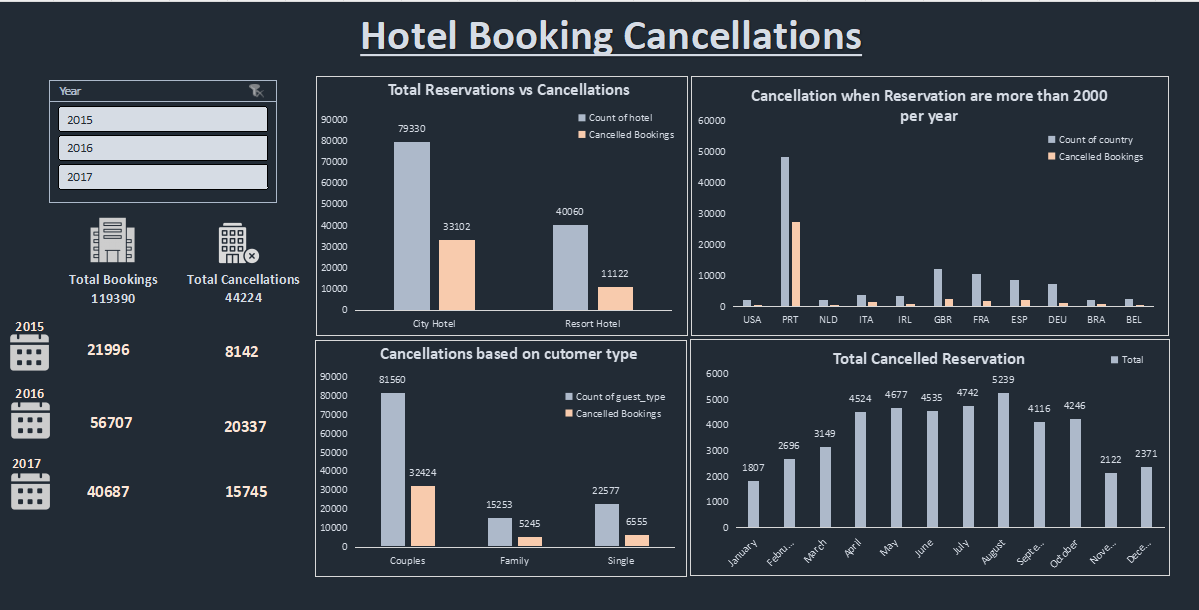 Hotel Booking Cancellations
Year
2015
2016
2017
Total Bookings
119390
Total Cancellations
44224
2015
21996
8142
2016
56707
20337
2017
40687
15745
Total Reservations vs Cancellations
Count of hotel
Cancelled Bookings
90000
80000
70000
60000
50000
40000
30000
20000
10000
0
79330
33102
40060
11122
City Hotel
Resort Hotel
Cancellation when Reservation are more than 2000
per year
Count of country
Cancelled Bookings
60000
50000
40000
30000
20000
10000
0
USA
PRT
NLD
ITA
IRL
GBR
FRA
ESP
DEU
BRA
BEL
Cancellations based on cutomer type
Count of guest_type
Cancelled Bookings
90000
80000
70000
60000
50000
40000
30000
20000
10000
0
81560
32424
15253
5245
22577
6555
Couples
Family
Single
Total Cancelled Reservation
Total
6000
5000
4000
3000
2000
1000
0
1807
2696
3149
4524
4677
4535
4742
5239
4116
4246
2122
2371
January
Febru...
March
April
May
June
July
August
Septe...
October
Nove...
Dece...